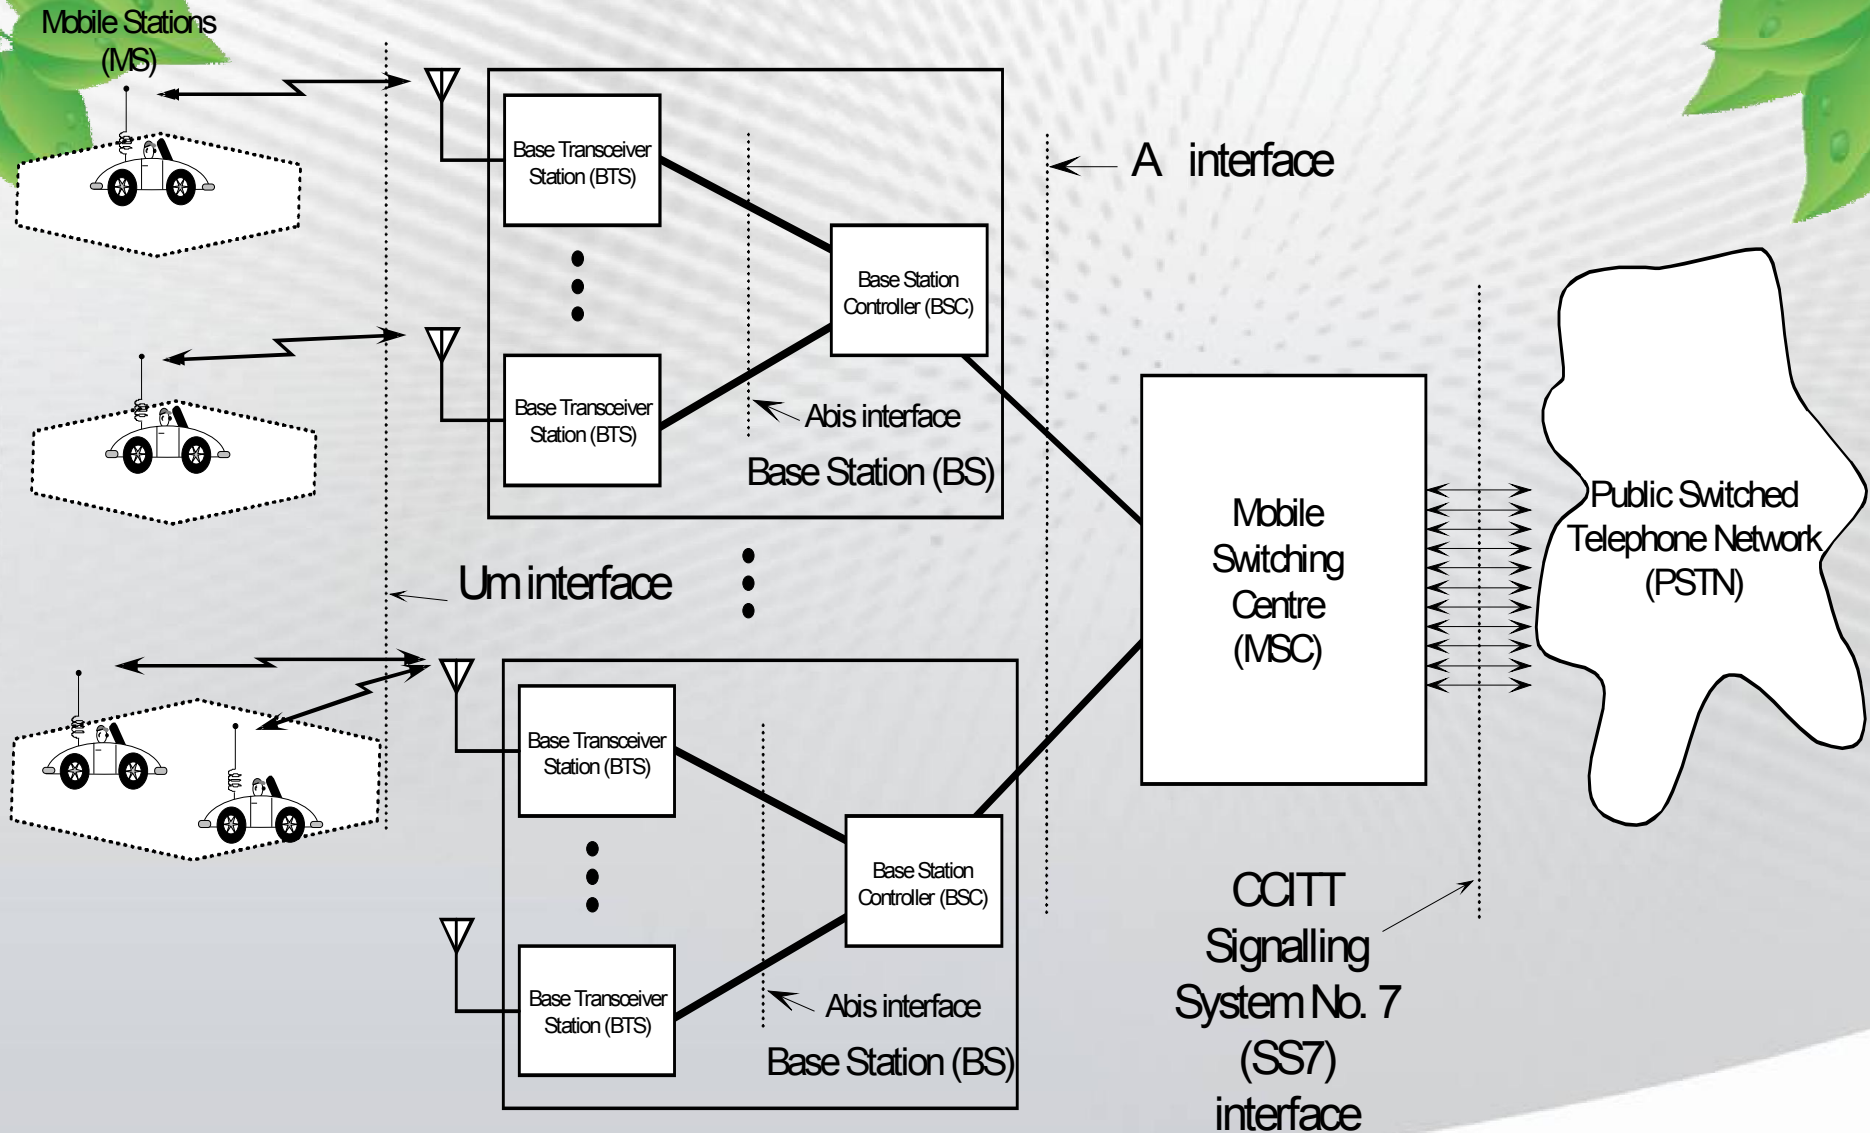 Mobile Stations
(MS)
Base Transceiver
Station (BTS)
A interface
Base Station
Controller (BSC)
Base Transceiver
Station (BTS)
Abis interface
Base Station (BS)
Mobile
Switching
Centre
(MSC)
Public Switched
Telephone Network
(PSTN)
Um interface
Base Transceiver
Station (BTS)
Base Station
Controller (BSC)
Base Transceiver
Station (BTS)
Abis interface
Base Station (BS)
CCITT
Signalling
System No. 7
(SS7)
interface